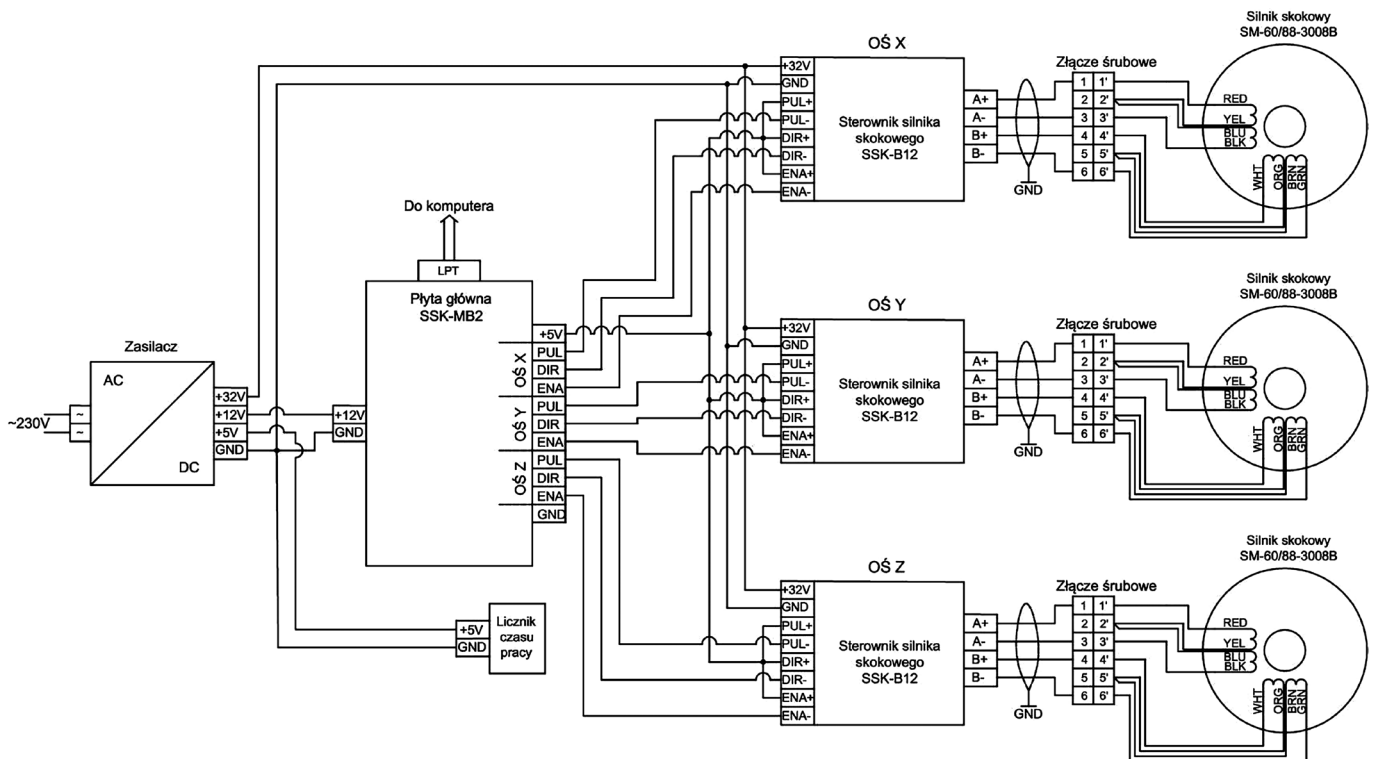 Zasilacz
AC
DC
~230V
~
~
+32V
+12V
+5V
GND
Do komputera
LPT
Płyta główna
SSK-MB2
+12V
GND
+5V
OŚ X
PUL
DIR
ENA
OŚ Y
PUL
DIR
ENA
OŚ Z
PUL
DIR
ENA
GND
+5V
GND
Licznik
czasu
pracy
OŚ X
+32V
GND
PUL+
PUL-
DIR+
DIR-
ENA+
ENA-
Sterownik silnika
skokowego
SSK-B12
A+
A-
B+
B-
GND
Złącze śrubowe
1 1'
2 2'
3 3'
4 4'
5 5'
6 6'
Silnik skokowy
SM-60/88-3008B
RED
YEL
BLU
BLK
WHT
ORG
BRN
GRN
OŚ Y
+32V
GND
PUL+
PUL-
DIR+
DIR-
ENA+
ENA-
Sterownik silnika
skokowego
SSK-B12
A+
A-
B+
B-
GND
Złącze śrubowe
1 1'
2 2'
3 3'
4 4'
5 5'
6 6'
Silnik skokowy
SM-60/88-3008B
RED
YEL
BLU
BLK
WHT
ORG
BRN
GRN
OŚ Z
+32V
GND
PUL+
PUL-
DIR+
DIR-
ENA+
ENA-
Sterownik silnika
skokowego
SSK-B12
A+
A-
B+
B-
GND
Złącze śrubowe
1 1'
2 2'
3 3'
4 4'
5 5'
6 6'
Silnik skokowy
SM-60/88-3008B
RED
YEL
BLU
BLK
WHT
ORG
BRN
GRN